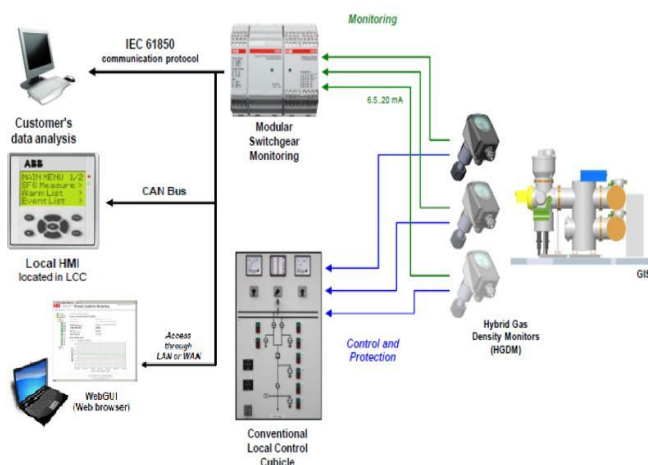 Monitoring
IEC 61850
communication protocol
6.5..20 mA
Customer's
data analysis
Modular
Switchgear
Monitoring
ABB
MAIN MENU 1/2
SF6 Measure >
Alarm List >
Event List
CAN Bus
Local HMI
located in LCC
GIS
Hybrid Gas
Density Monitors
(HGDM)
Control and
Protection
Access
through
LAN or WAN
WebGUI
(Web browser)
Conventional
Local Control
Cubicle